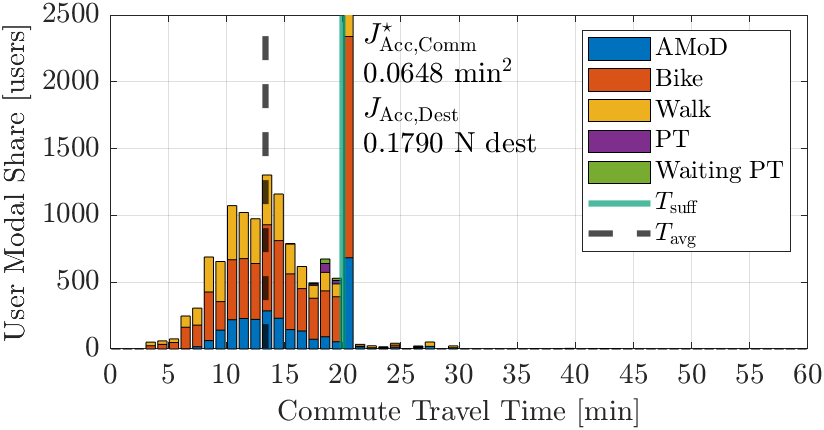 2500
2000
1500
1000
500
0
User Modal Share [users]
J⋆Acc,Comm
0.0648 min²
JAcc,Dest
0.1790 N dest
AMoD
Bike
Walk
PT
Waiting PT
Tsuff
Tavg
0 5 10 15 20 25 30 35 40 45 50 55 60
Commute Travel Time [min]